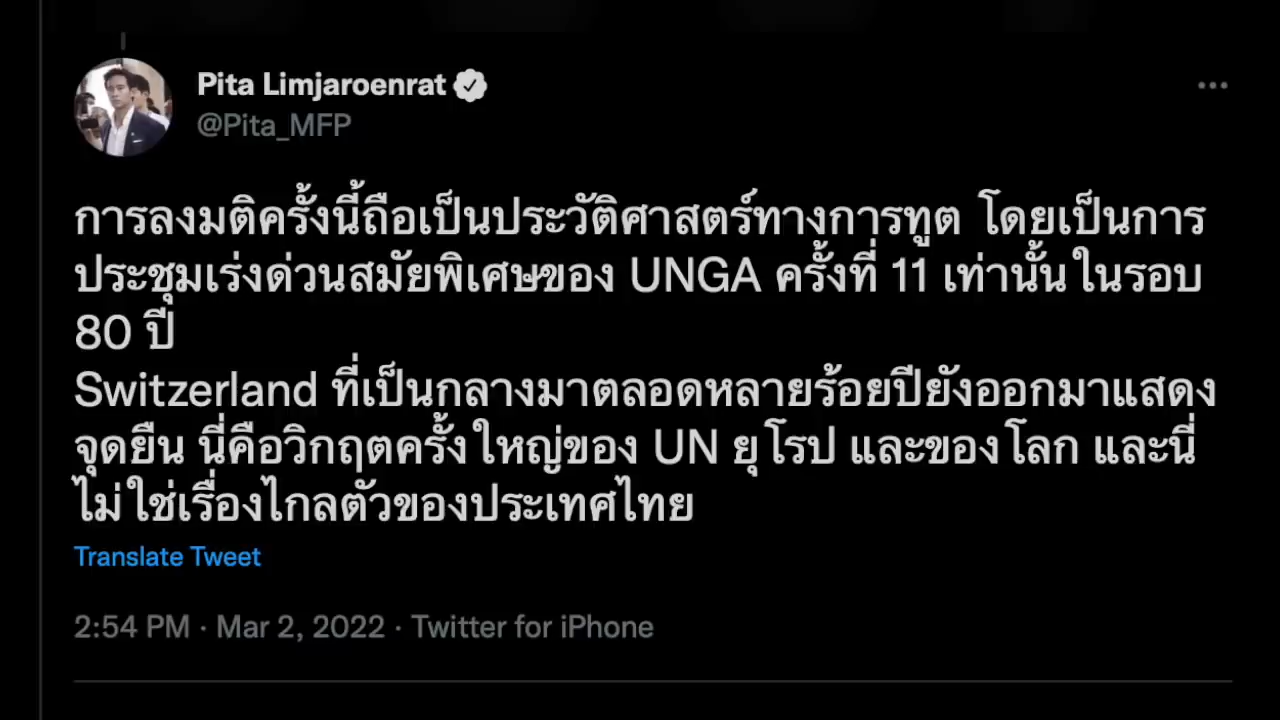 Pita Limjaroenrat
@Pita_MFP
การลงมติครั้งนี้ถือเป็นประวัติศาสตร์ทางการทูต โดยเป็นการ
ประชุมเร่งด่วนสมัยพิเศษของ UNGA ครั้งที่ 11 เท่านั้นในรอบ
80 ปี
Switzerland ที่เป็นกลางมาตลอดหลายร้อยปียังออกมาแสดง
จุดยืน นี่คือวิกฤตครั้งใหญ่ของ UN ยุโรป และของโลก และนี่
ไม่ใช่เรื่องไกลตัวของประเทศไทย
Translate Tweet
2:54 PM · Mar 2, 2022 · Twitter for iPhone